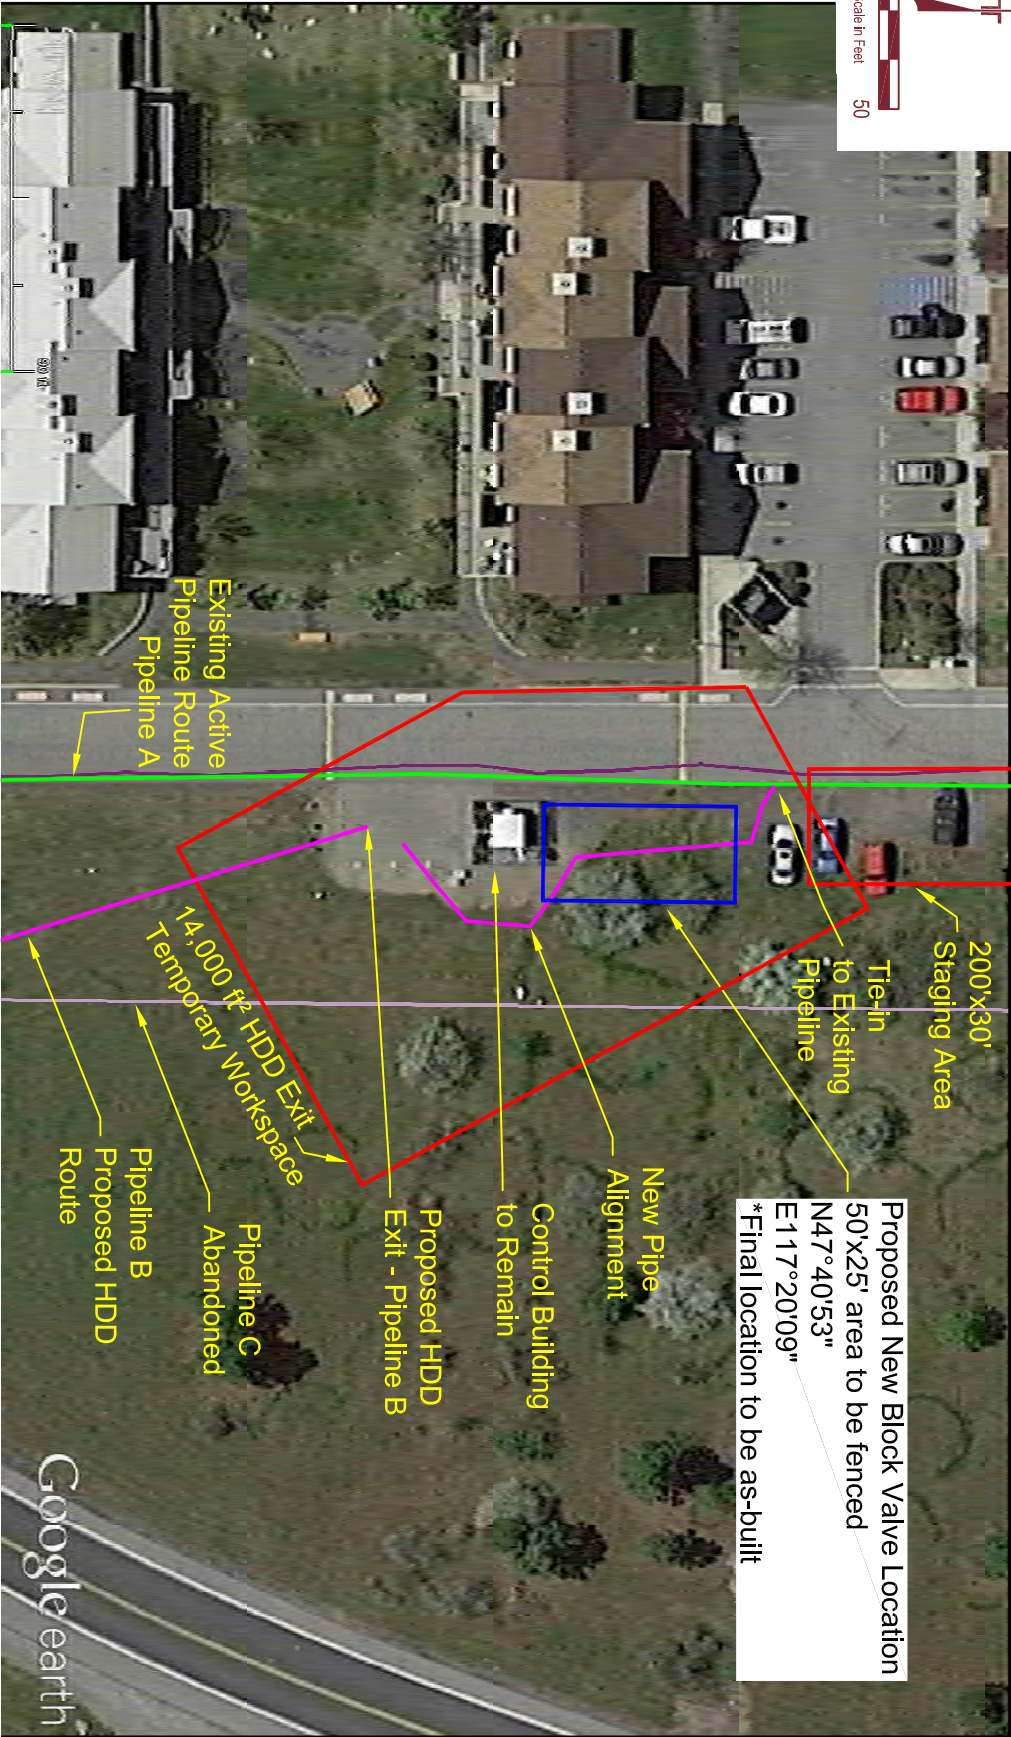 Scale in Feet
50
200'x30'
Staging Area
Tie-in
to Existing
Pipeline
Proposed New Block Valve Location
50'x25' area to be fenced
N47°40'53"
E117°20'09"
*Final location to be as-built
New Pipe
Alignment
Control Building
to Remain
Proposed HDD
Exit - Pipeline B
14,000 ft² HDD Exit
Temporary Workspace
Existing Active
Pipeline Route
Pipeline A
Pipeline C
Abandoned
Pipeline B
Proposed HDD
Route
Google earth